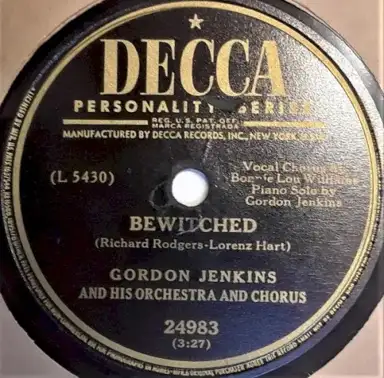 DECCA
PERSONALITY SERIES
REG. U.S. PAT. OFF.
MARCA REGISTRADA
MANUFACTURED BY DECCA RECORDS, INC., NEW YORK
(L 5430)
Vocal Chorus
Bonnie Lou Williams
Piano Solo by
Gordon Jenkins
BEWITCHED
(Richard Rodgers-Lorenz Hart)
GORDON JENKINS
AND HIS ORCHESTRA AND CHORUS
24983
(3:27)